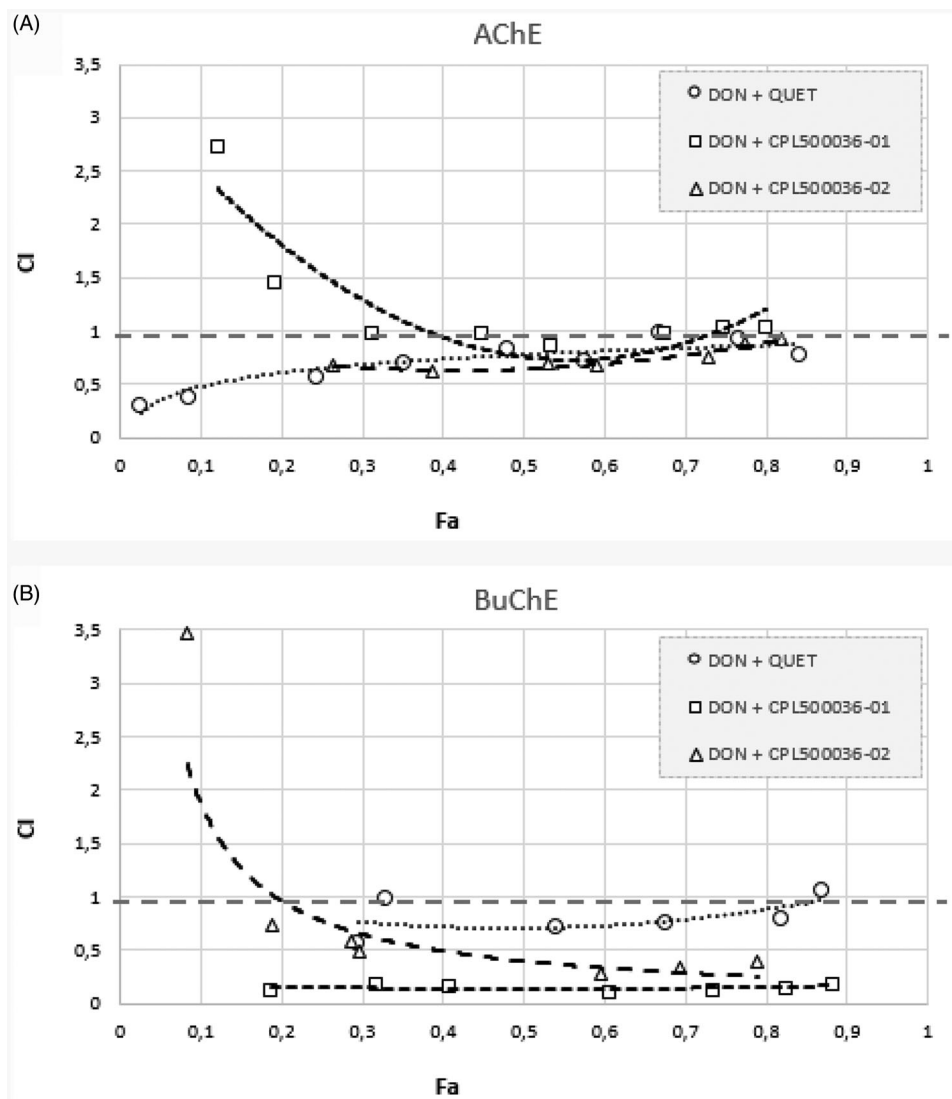 (A)
AChE
3,5
3
2,5
2
1,5
1
0,5
0
CI
0 0,1 0,2 0,3 0,4 0,5 0,6 0,7 0,8 0,9 1
Fa
DON + QUET
DON + CPL500036-01
DON + CPL500036-02
(B)
BuChE
3,5
3
2,5
2
1,5
1
0,5
0
CI
0 0,1 0,2 0,3 0,4 0,5 0,6 0,7 0,8 0,9 1
Fa
DON + QUET
DON + CPL500036-01
DON + CPL500036-02